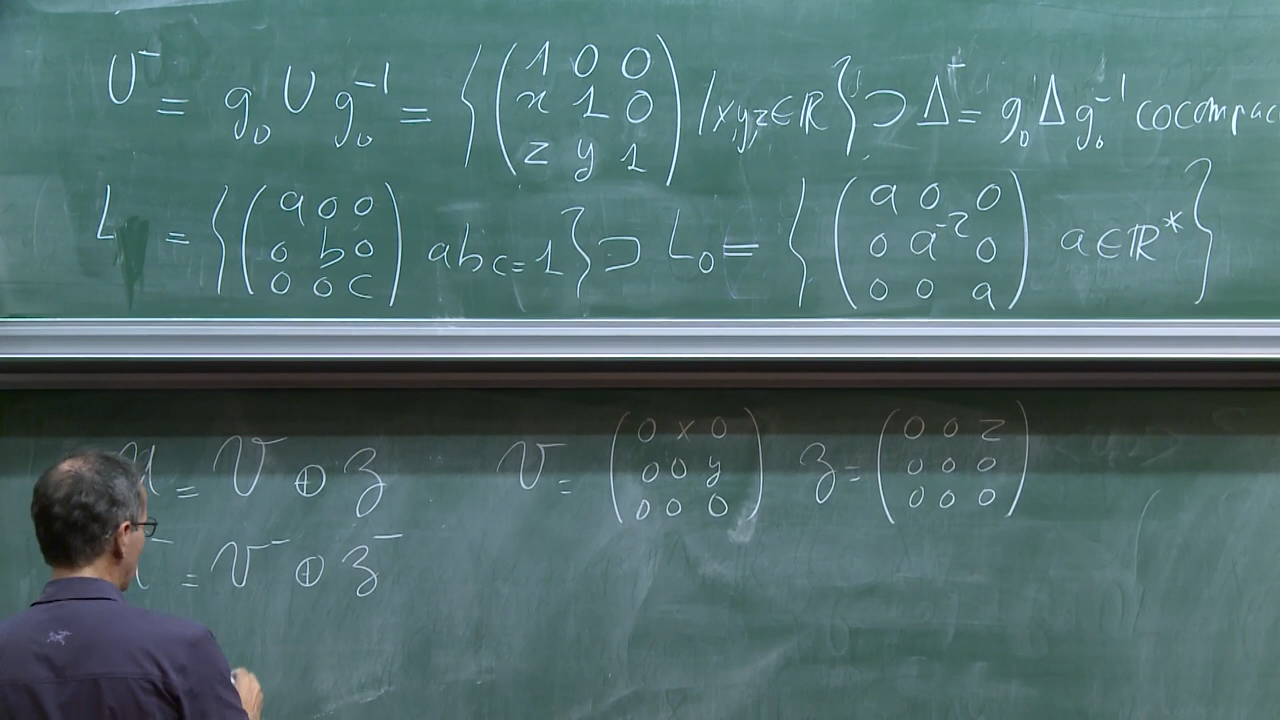 U⁻ = g₀ U g₀⁻¹ = { ( 1 0 0 ; x 1 0 ; z y 1 ) / x,y,z ∈ ℝ } ⊃ Δ⁻ = g₀ Δ g₀⁻¹ cocompac
L = { ( a 0 0 ; 0 b 0 ; 0 0 c ) abc=1 } ⊃ L₀ = { ( a 0 0 ; 0 a⁻² 0 ; 0 0 a ) a ∈ ℝ* }
= 𝒱 ⊕ 𝔷 𝒱 = ( 0 x 0 ; 0 0 y ; 0 0 0 ) 𝔷 = ( 0 0 z ; 0 0 0 ; 0 0 0 )
= 𝒱⁻ ⊕ 𝔷⁻